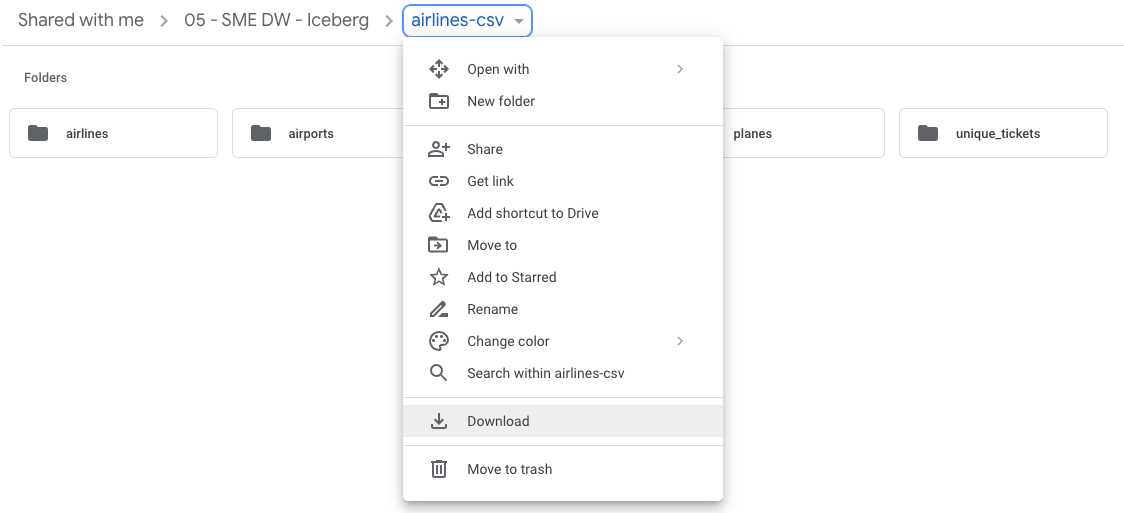 Shared with me > 05 - SME DW - Iceberg > airlines-csv
Folders
airlines
airports
planes
unique_tickets
Open with
New folder
Share
Get link
Add shortcut to Drive
Move to
Add to Starred
Rename
Change color
Search within airlines-csv
Download
Move to trash